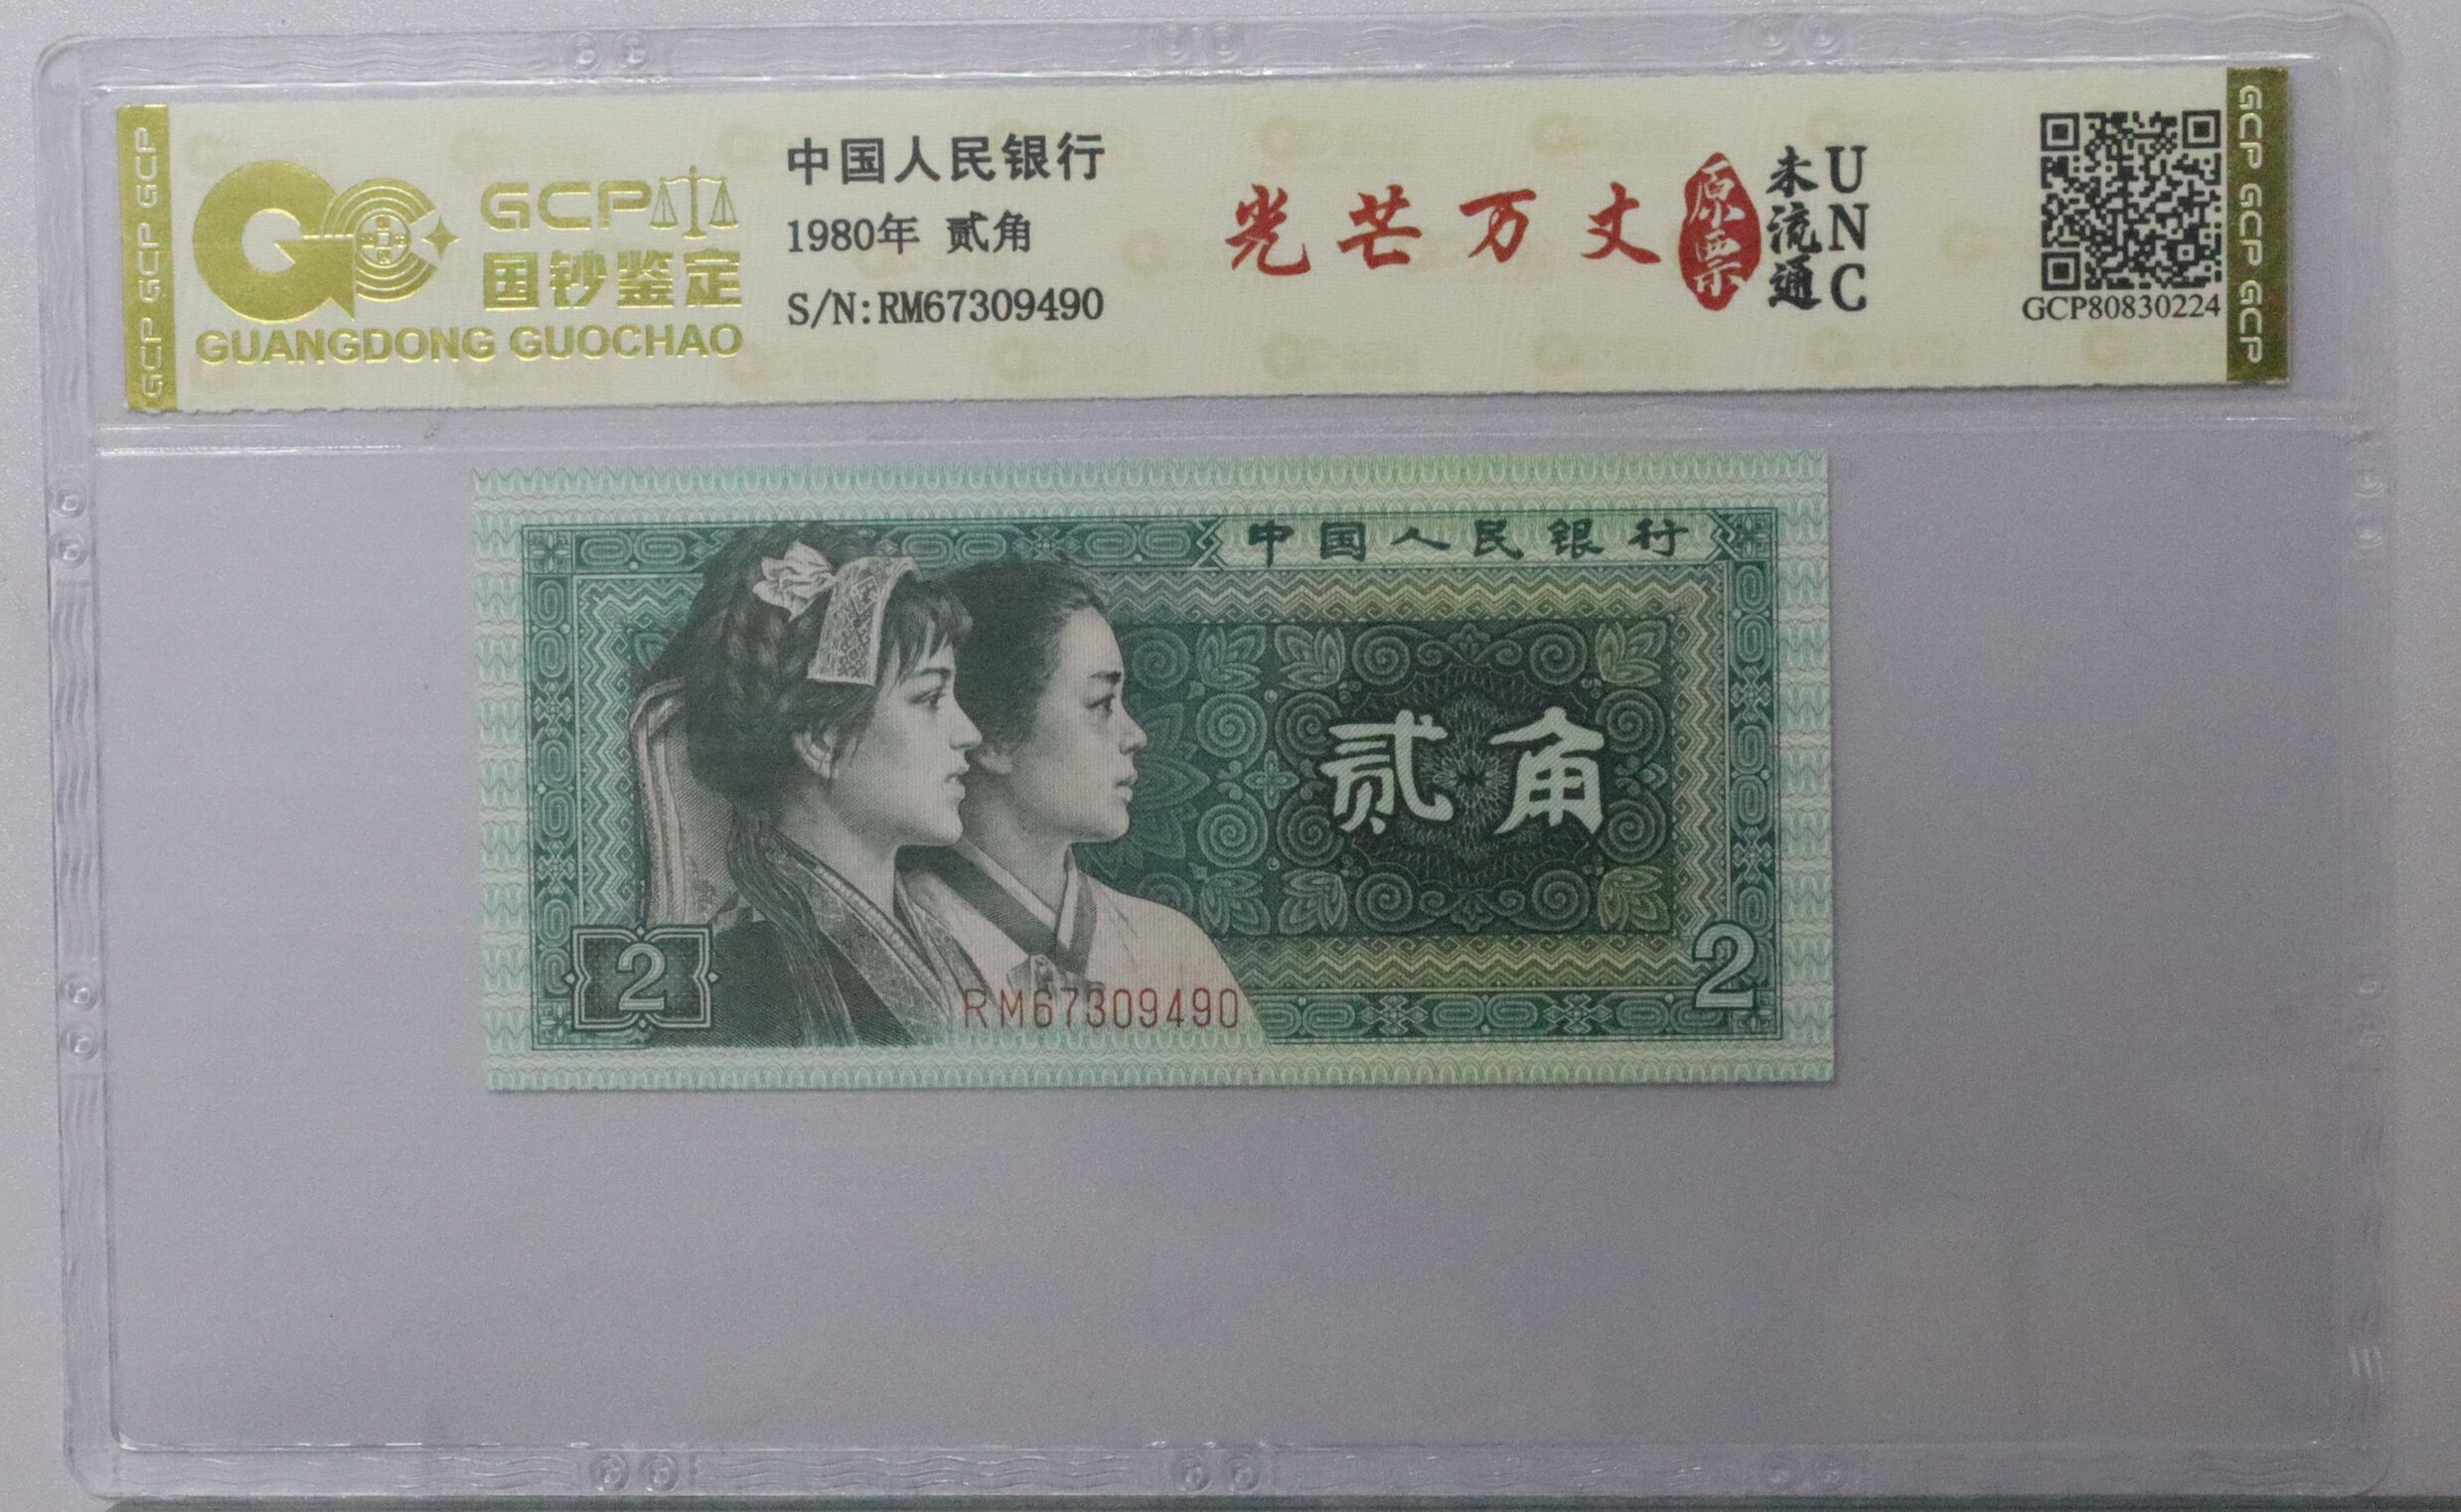 GCP GCP GCP
GCP
国钞鉴定
GUANGDONG GUOCHAO
中国人民银行
1980年 贰角
S/N:RM67309490
光芒万丈
原票
未流通
UNC
GCP80830224
GCP GCP GCP
中国人民银行
贰角
2
2
RM67309490